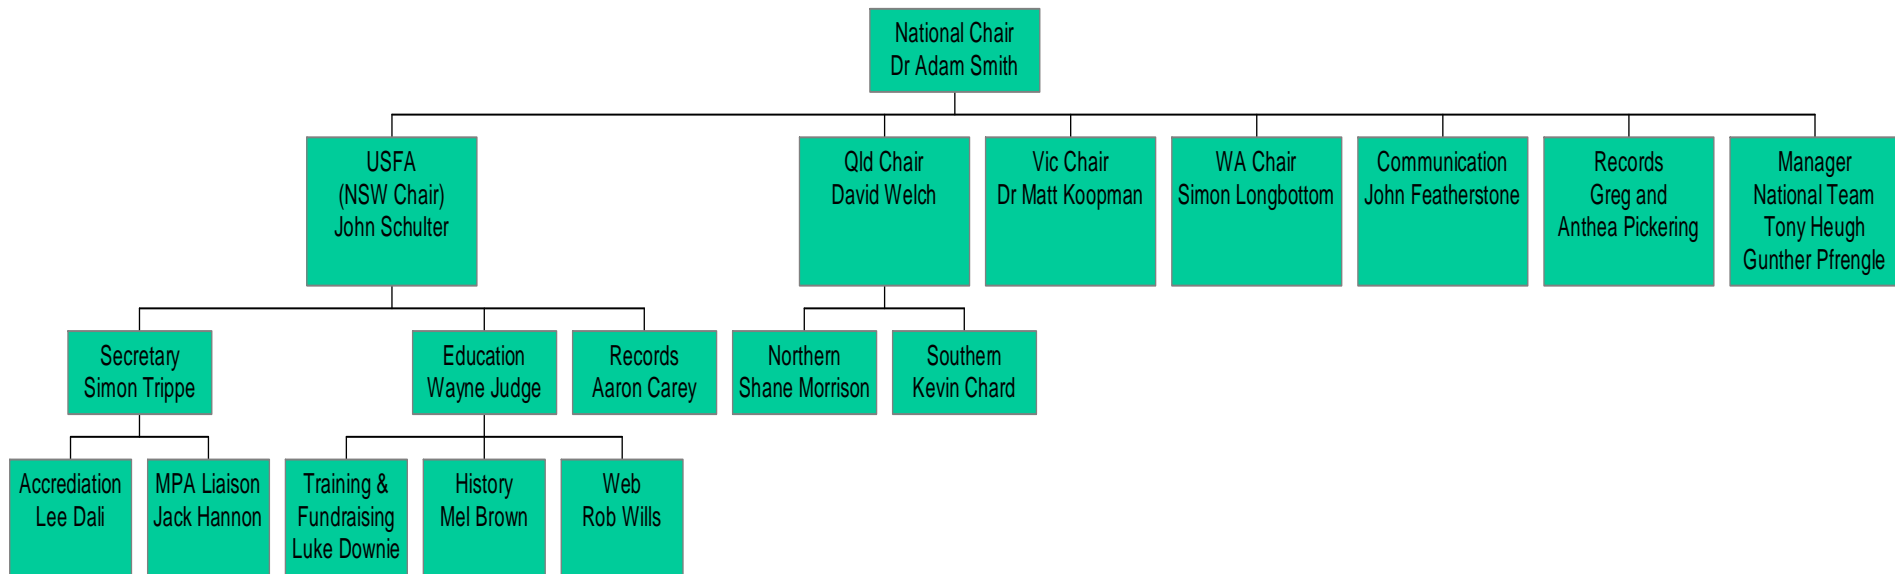 National Chair
Dr Adam Smith
USFA
(NSW Chair)
John Schulter
Qld Chair
David Welch
Vic Chair
Dr Matt Koopman
WA Chair
Simon Longbottom
Communication
John Featherstone
Records
Greg and
Anthea Pickering
Manager
National Team
Tony Heugh
Gunther Pfrengle
Secretary
Simon Trippe
Education
Wayne Judge
Records
Aaron Carey
Northern
Shane Morrison
Southern
Kevin Chard
Accrediation
Lee Dali
MPA Liaison
Jack Hannon
Training &
Fundraising
Luke Downie
History
Mel Brown
Web
Rob Wills